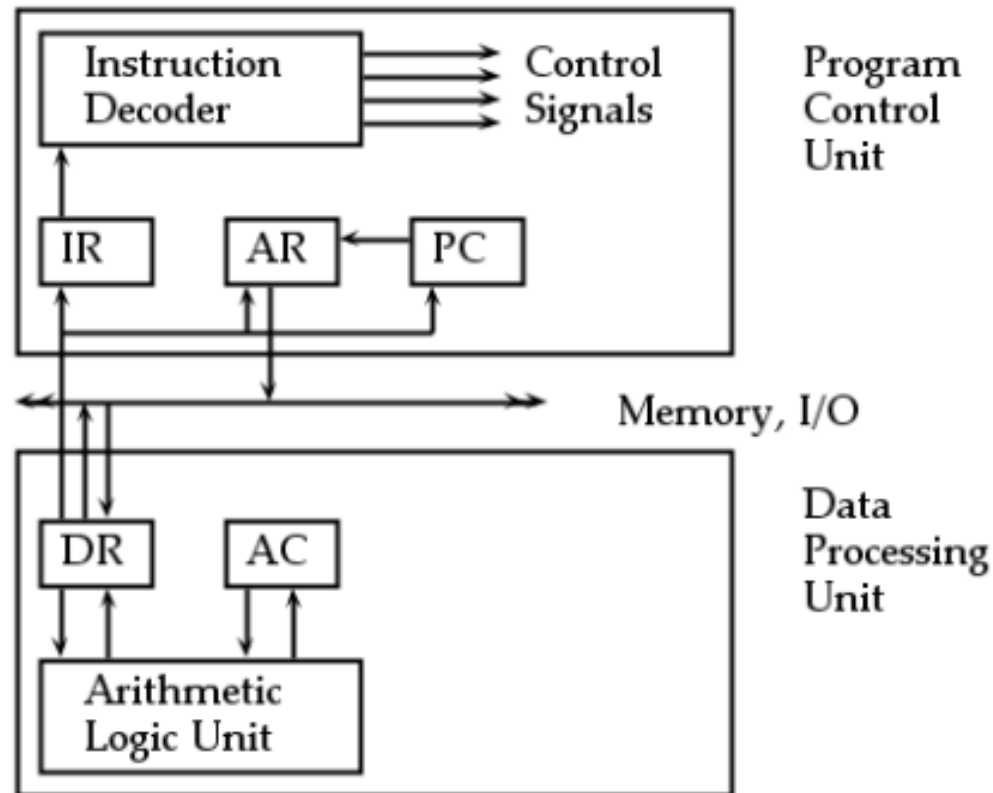 Instruction
Decoder
Control
Signals
Program
Control
Unit
IR
AR
PC
Memory, I/O
DR
AC
Data
Processing
Unit
Arithmetic
Logic Unit